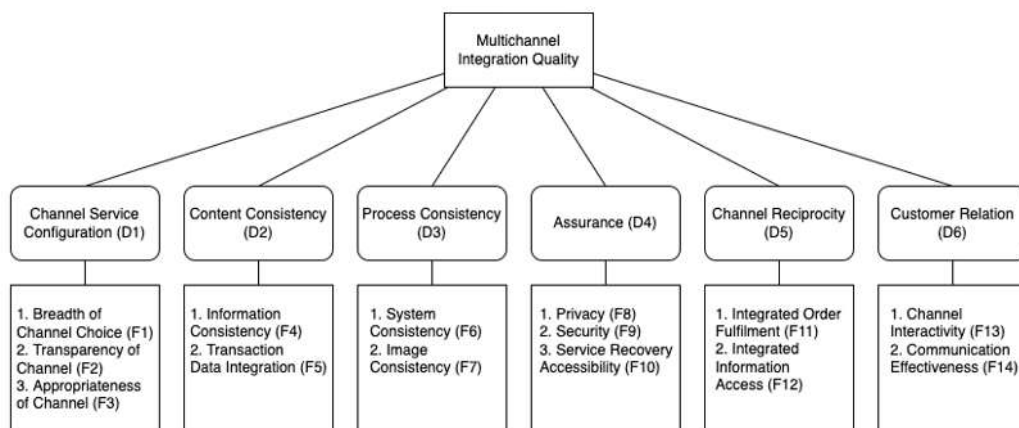 Multichannel
Integration Quality
Channel Service
Configuration (D1)
Content Consistency
(D2)
Process Consistency
(D3)
Assurance (D4)
Channel Reciprocity
(D5)
Customer Relation
(D6)
1. Breadth of
Channel Choice (F1)
2. Transparency of
Channel (F2)
3. Appropriateness
of Channel (F3)
1. Information
Consistency (F4)
2. Transaction
Data Integration (F5)
1. System
Consistency (F6)
2. Image
Consistency (F7)
1. Privacy (F8)
2. Security (F9)
3. Service Recovery
Accessibility (F10)
1. Integrated Order
Fulfilment (F11)
2. Integrated
Information
Access (F12)
1. Channel
Interactivity (F13)
2. Communication
Effectiveness (F14)